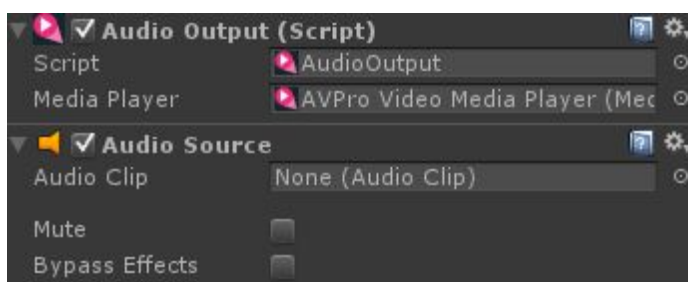 Audio Output (Script)
Script AudioOutput
Media Player AVPro Video Media Player (Mec
Audio Source
Audio Clip None (Audio Clip)
Mute
Bypass Effects